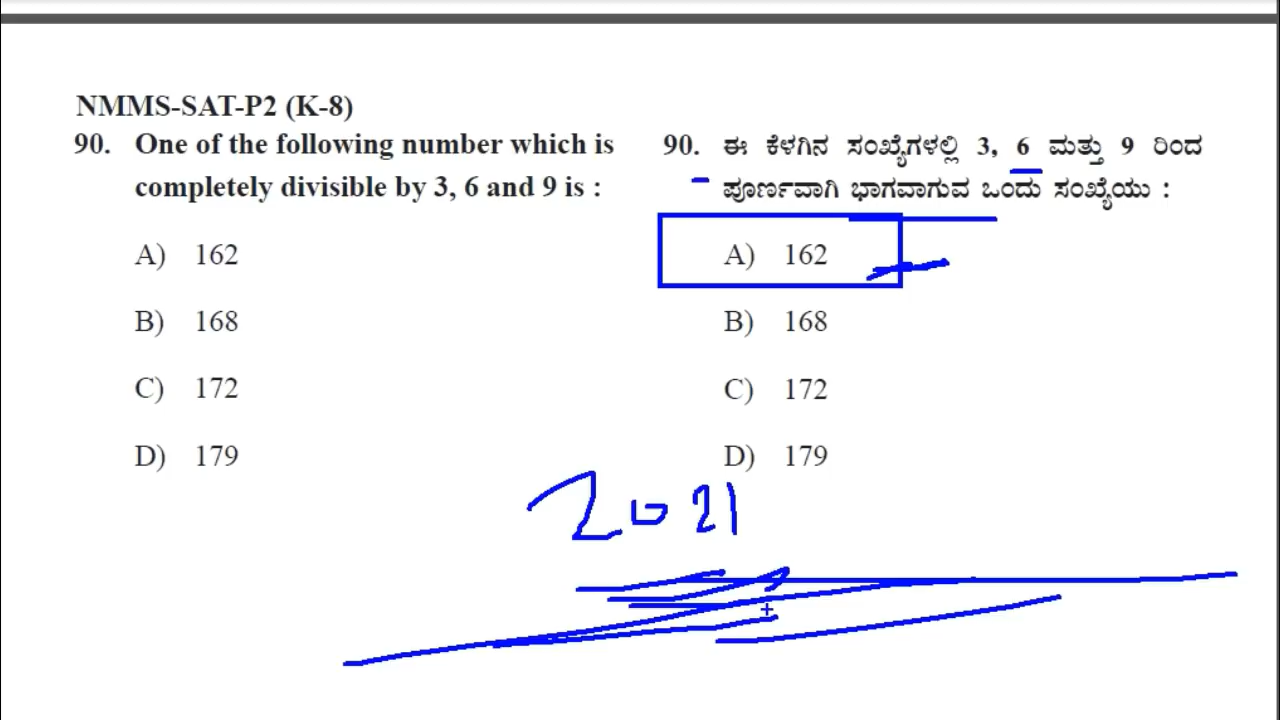 NMMS-SAT-P2 (K-8)
90. One of the following number which is
completely divisible by 3, 6 and 9 is :
A) 162
B) 168
C) 172
D) 179
90. ಈ ಕೆಳಗಿನ ಸಂಖ್ಯೆಗಳಲ್ಲಿ 3, 6 ಮತ್ತು 9 ರಿಂದ
ಪೂರ್ಣವಾಗಿ ಭಾಗವಾಗುವ ಒಂದು ಸಂಖ್ಯೆಯು :
A) 162
B) 168
C) 172
D) 179
2021